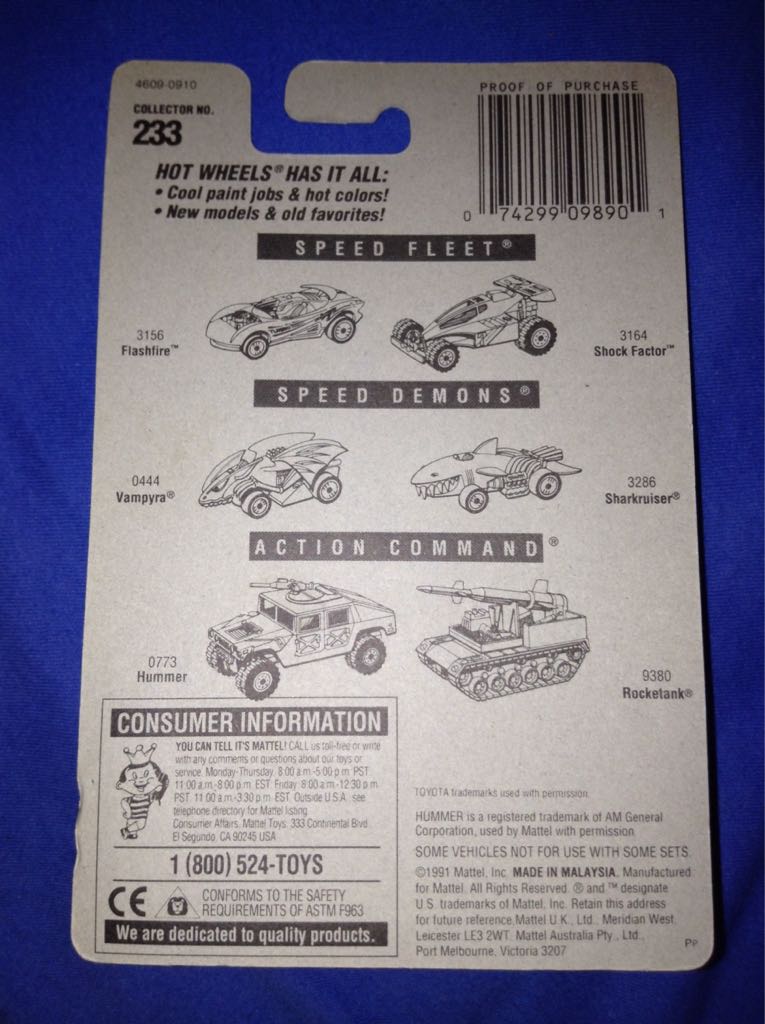 4609-0910
COLLECTOR NO.
233
PROOF OF PURCHASE
0 74299 09890 1
HOT WHEELS® HAS IT ALL:
• Cool paint jobs & hot colors!
• New models & old favorites!
SPEED FLEET®
3156
Flashfire™
3164
Shock Factor™
SPEED DEMONS®
0444
Vampyra®
3286
Sharkruiser®
ACTION COMMAND®
0773
Hummer
9380
Rocketank®
CONSUMER INFORMATION
YOU CAN TELL IT'S MATTEL! CALL us toll-free or write
with any comments or questions about our toys or
service. Monday-Thursday 8:00 a.m.-5:00 p.m. PST
11:00 a.m.-8:00 p.m. EST. Friday 8:00 a.m.-12:30 p.m.
PST 11:00 a.m.-3:30 p.m. EST. Outside U.S.A. see
telephone directory for Mattel listing.
Consumer Affairs, Mattel Toys, 333 Continental Blvd.
El Segundo, CA 90245 USA
1 (800) 524-TOYS
CE CONFORMS TO THE SAFETY
REQUIREMENTS OF ASTM F963
We are dedicated to quality products.
TOYOTA trademarks used with permission.
HUMMER is a registered trademark of AM General
Corporation, used by Mattel with permission.
SOME VEHICLES NOT FOR USE WITH SOME SETS.
©1991 Mattel, Inc. MADE IN MALAYSIA. Manufactured
for Mattel. All Rights Reserved. ® and ™ designate
U.S. trademarks of Mattel, Inc. Retain this address
for future reference. Mattel U.K., Ltd., Meridian West,
Leicester LE3 2WT. Mattel Australia Pty., Ltd.,
Port Melbourne, Victoria 3207
PP